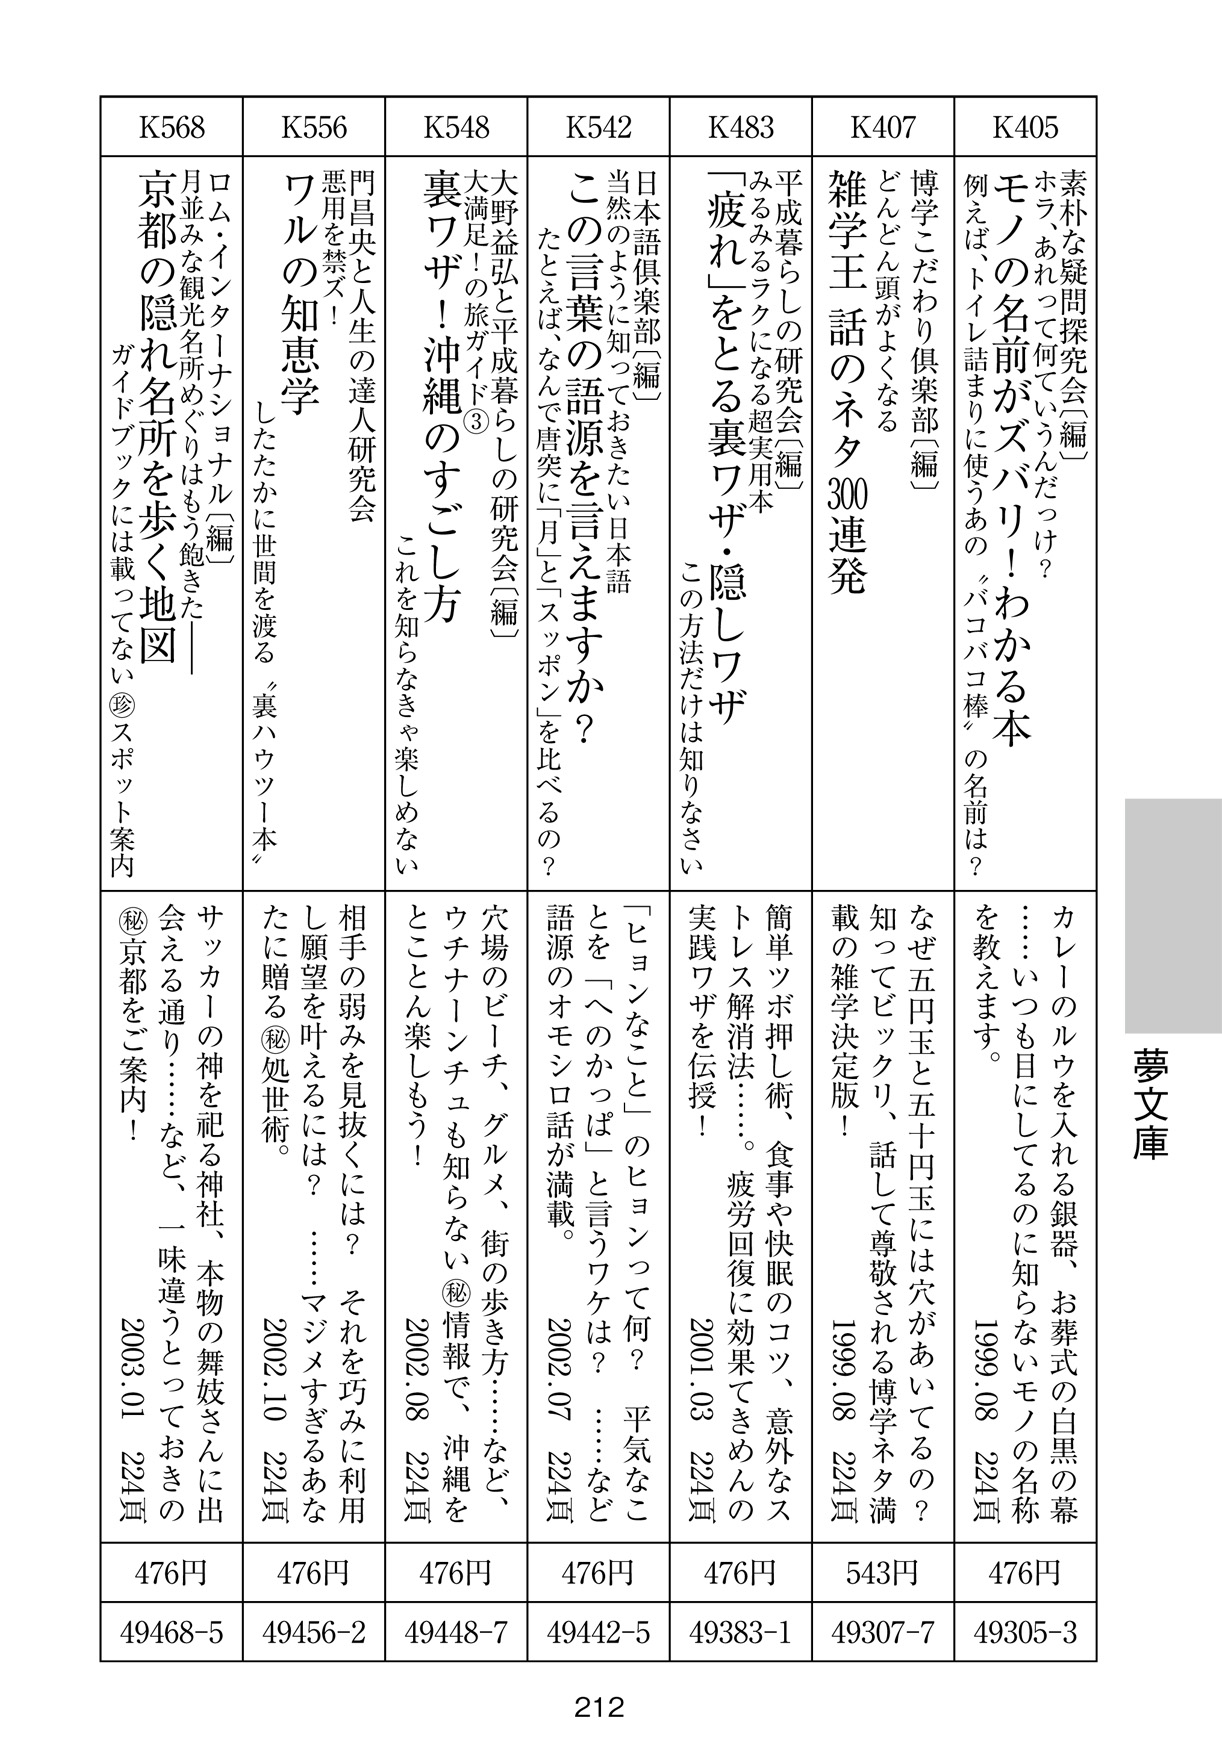 夢文庫
K405
素朴な疑問探究会〔編〕
ホラ、あれって何ていうんだっけ？
モノの名前がズバリ！わかる本
例えば、トイレ詰まりに使うあの〝バコバコ棒〟の名前は？
カレーのルウを入れる銀器、お葬式の白黒の幕
……いつも目にしてるのに知らないモノの名称
を教えます。
1999.08　224頁
476円
49305-3
K407
博学こだわり倶楽部〔編〕
どんどん頭がよくなる
雑学王 話のネタ300連発
なぜ五円玉と五十円玉には穴があいてるの？
知ってビックリ、話して尊敬される博学ネタ満
載の雑学決定版！
1999.08　224頁
543円
49307-7
K483
平成暮らしの研究会〔編〕
みるみるラクになる超実用本
「疲れ」をとる裏ワザ・隠しワザ
この方法だけは知りなさい
簡単ツボ押し術、食事や快眠のコツ、意外なス
トレス解消法……。疲労回復に効果てきめんの
実践ワザを伝授！
2001.03　224頁
476円
49383-1
K542
日本語倶楽部〔編〕
当然のように知っておきたい日本語
この言葉の語源を言えますか？
たとえば、なんで唐突に「月」と「スッポン」を比べるの？
「ヒョンなこと」のヒョンって何？　平気なこ
とを「へのかっぱ」と言うワケは？　……など
語源のオモシロ話が満載。
2002.07　224頁
476円
49442-5
K548
大野益弘と平成暮らしの研究会〔編〕
大満足！の旅ガイド③
裏ワザ！沖縄のすごし方
これを知らなきゃ楽しめない
穴場のビーチ、グルメ、街の歩き方……など、
ウチナーンチュも知らない㊙情報で、沖縄を
とことん楽しもう！
2002.08　224頁
476円
49448-7
K556
門昌央と人生の達人研究会
悪用を禁ズ！
ワルの知恵学
したたかに世間を渡る〝裏ハウツー本〟
相手の弱みを見抜くには？　それを巧みに利用
し願望を叶えるには？　……マジメすぎるあな
たに贈る㊙処世術。
2002.10　224頁
476円
49456-2
K568
ロム・インターナショナル〔編〕
月並みな観光名所めぐりはもう飽きた――
京都の隠れ名所を歩く地図
ガイドブックには載ってない珍スポット案内
サッカーの神を祀る神社、本物の舞妓さんに出
会える通り……など、一味違うとっておきの
㊙京都をご案内！
2003.01　224頁
476円
49468-5
212